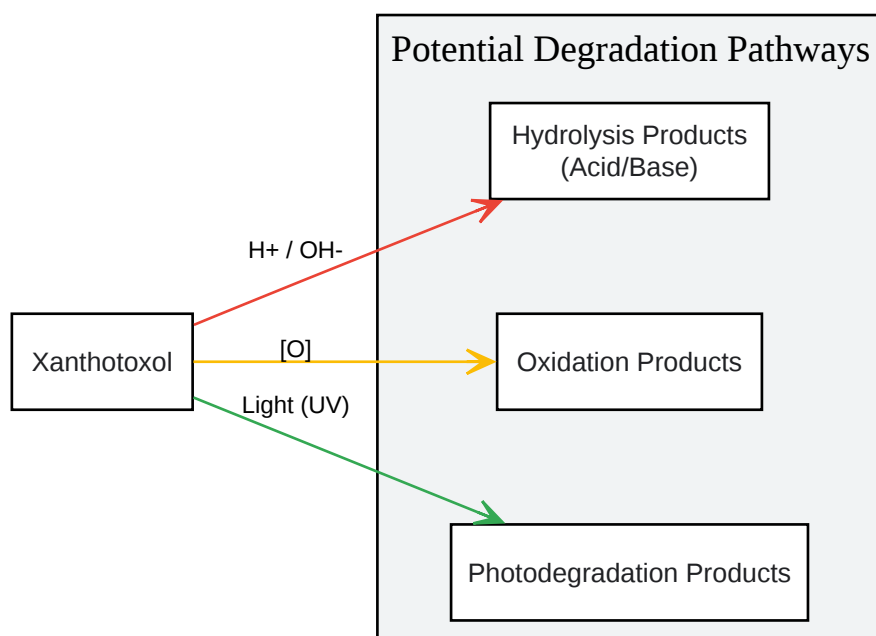 Potential Degradation Pathways
Hydrolysis Products
(Acid/Base)
H+ / OH-
Xanthotoxol
[O]
Oxidation Products
Light (UV)
Photodegradation Products